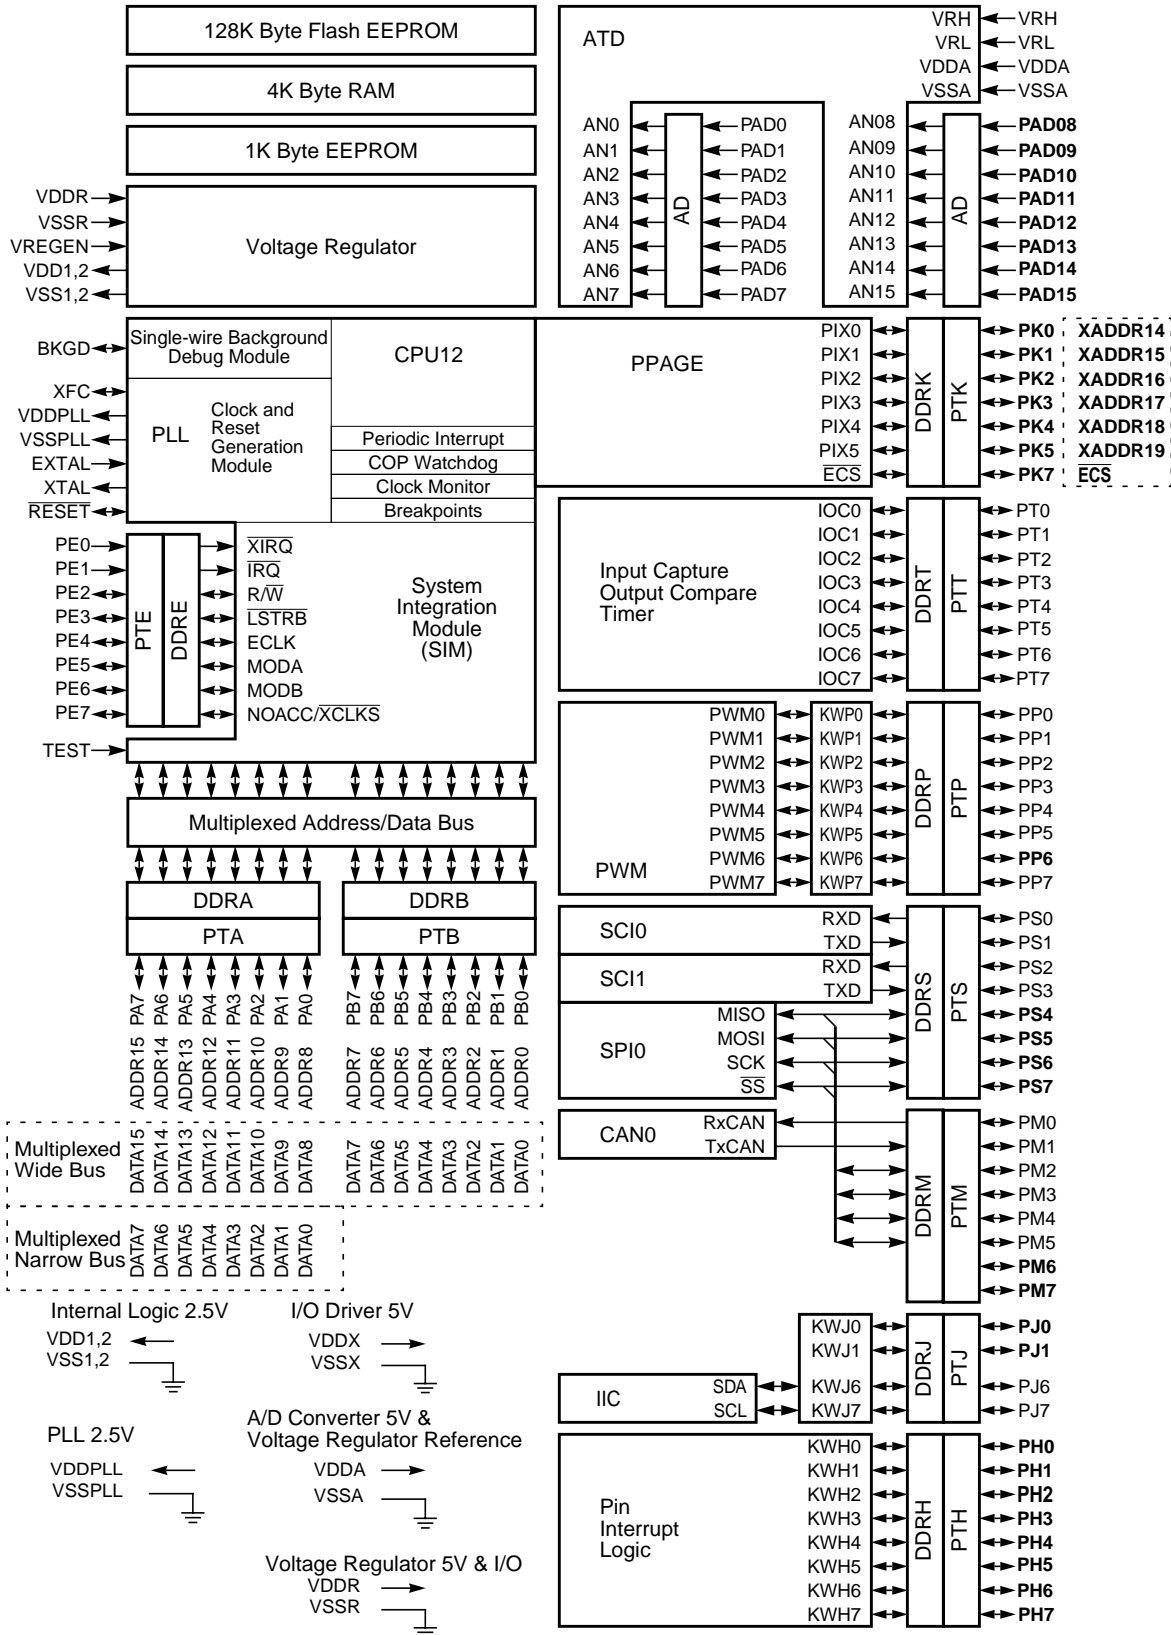 128K Byte Flash EEPROM
4K Byte RAM
1K Byte EEPROM
VDDR
VSSR
VREGEN
VDD1,2
VSS1,2
Voltage Regulator
ATD
VRH VRH
VRL VRL
VDDA VDDA
VSSA VSSA
AN0 PAD0
AN1 PAD1
AN2 PAD2
AN3 PAD3
AN4 PAD4
AN5 PAD5
AN6 PAD6
AN7 PAD7
AD
AN08 PAD08
AN09 PAD09
AN10 PAD10
AN11 PAD11
AN12 PAD12
AN13 PAD13
AN14 PAD14
AN15 PAD15
AD
BKGD
XFC
VDDPLL
VSSPLL
EXTAL
XTAL
RESET
Single-wire Background
Debug Module
CPU12
PLL
Clock and
Reset
Generation
Module
Periodic Interrupt
COP Watchdog
Clock Monitor
Breakpoints
PE0 XIRQ
PE1 IRQ
PE2 R/W
PE3 LSTRB
PE4 ECLK
PE5 MODA
PE6 MODB
PE7 NOACC/XCLKS
PTE
DDRE
TEST
System
Integration
Module
(SIM)
PPAGE
PIX0 PK0 XADDR14
PIX1 PK1 XADDR15
PIX2 PK2 XADDR16
PIX3 PK3 XADDR17
PIX4 PK4 XADDR18
PIX5 PK5 XADDR19
ECS PK7 ECS
DDRK
PTK
Input Capture
Output Compare
Timer
IOC0 PT0
IOC1 PT1
IOC2 PT2
IOC3 PT3
IOC4 PT4
IOC5 PT5
IOC6 PT6
IOC7 PT7
DDRT
PTT
PWM
PWM0 KWP0 PP0
PWM1 KWP1 PP1
PWM2 KWP2 PP2
PWM3 KWP3 PP3
PWM4 KWP4 PP4
PWM5 KWP5 PP5
PWM6 KWP6 PP6
PWM7 KWP7 PP7
DDRP
PTP
Multiplexed Address/Data Bus
DDRA
PTA
DDRB
PTB
PA7 PA6 PA5 PA4 PA3 PA2 PA1 PA0
PB7 PB6 PB5 PB4 PB3 PB2 PB1 PB0
ADDR15 ADDR14 ADDR13 ADDR12 ADDR11 ADDR10 ADDR9 ADDR8
ADDR7 ADDR6 ADDR5 ADDR4 ADDR3 ADDR2 ADDR1 ADDR0
Multiplexed
Wide Bus
DATA15 DATA14 DATA13 DATA12 DATA11 DATA10 DATA9 DATA8
DATA7 DATA6 DATA5 DATA4 DATA3 DATA2 DATA1 DATA0
Multiplexed
Narrow Bus
DATA7 DATA6 DATA5 DATA4 DATA3 DATA2 DATA1 DATA0
SCI0
RXD PS0
TXD PS1
SCI1
RXD PS2
TXD PS3
SPI0
MISO PS4
MOSI PS5
SCK PS6
SS PS7
DDRS
PTS
CAN0
RxCAN PM0
TxCAN PM1
PM2
PM3
PM4
PM5
PM6
PM7
DDRM
PTM
KWJ0 PJ0
KWJ1 PJ1
IIC
SDA KWJ6 PJ6
SCL KWJ7 PJ7
DDRJ
PTJ
Pin
Interrupt
Logic
KWH0 PH0
KWH1 PH1
KWH2 PH2
KWH3 PH3
KWH4 PH4
KWH5 PH5
KWH6 PH6
KWH7 PH7
DDRH
PTH
Internal Logic 2.5V
VDD1,2
VSS1,2
I/O Driver 5V
VDDX
VSSX
PLL 2.5V
VDDPLL
VSSPLL
A/D Converter 5V &
Voltage Regulator Reference
VDDA
VSSA
Voltage Regulator 5V & I/O
VDDR
VSSR